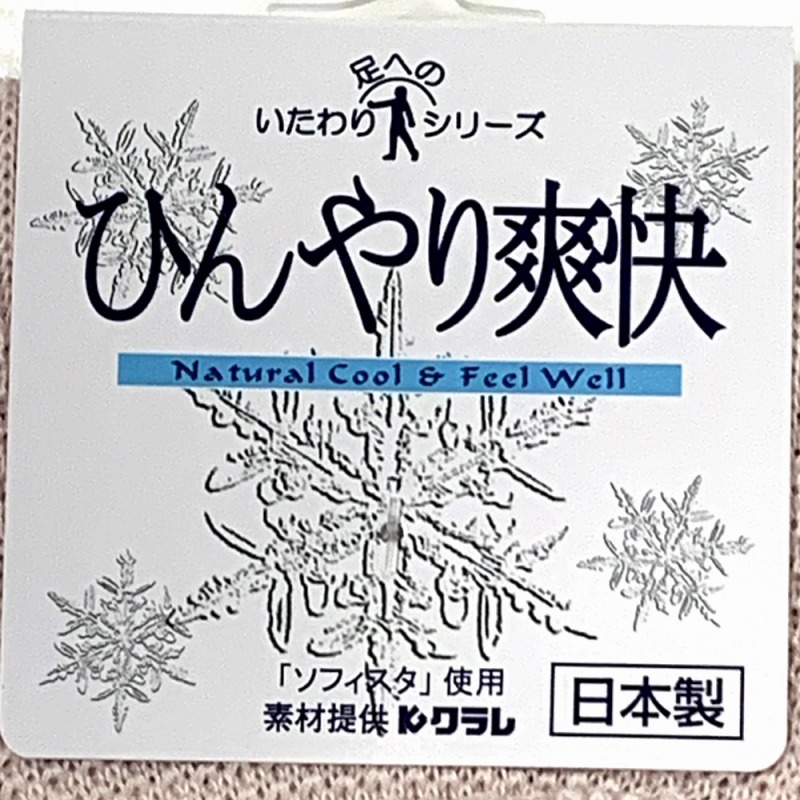 足への
いたわり シリーズ
ひんやり爽快
Natural Cool & Feel Well
「ソフィスタ」使用
素材提供 クラレ
日本製